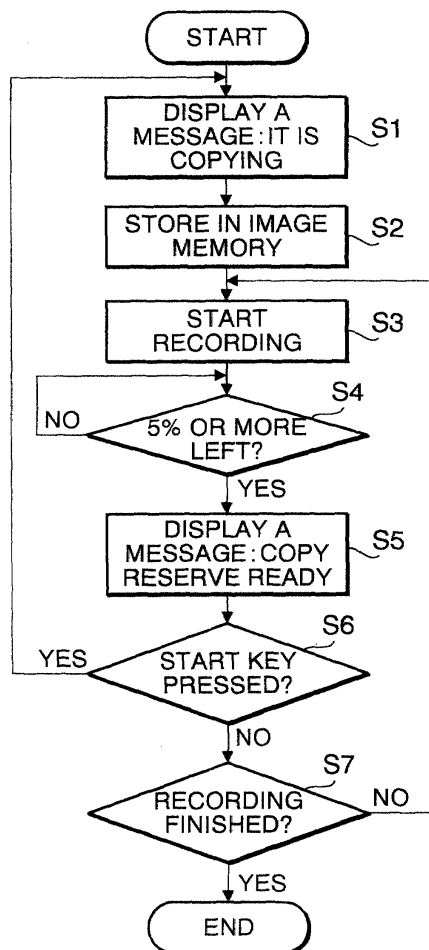 START
DISPLAY A
MESSAGE:IT IS
COPYING
S1
STORE IN IMAGE
MEMORY
S2
START
RECORDING
S3
S4
5% OR MORE
LEFT?
NO
YES
DISPLAY A
MESSAGE:COPY
RESERVE READY
S5
S6
START KEY
PRESSED?
YES
NO
S7
RECORDING
FINISHED?
NO
YES
END